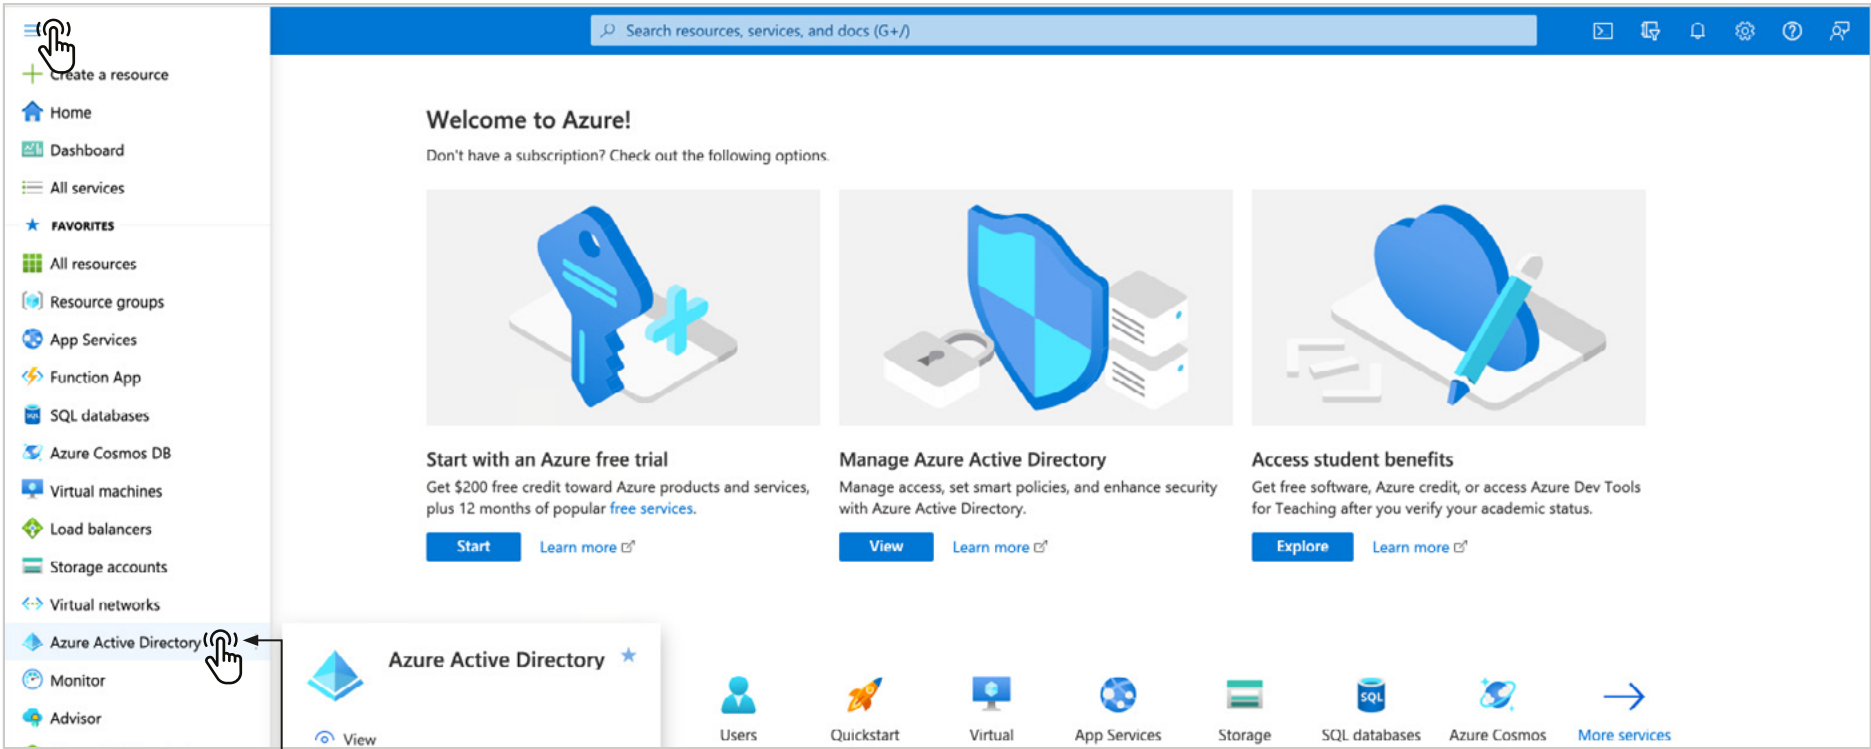 Search resources, services, and docs (G+/)
Create a resource
Home
Dashboard
All services
FAVORITES
All resources
Resource groups
App Services
Function App
SQL databases
Azure Cosmos DB
Virtual machines
Load balancers
Storage accounts
Virtual networks
Azure Active Directory
Monitor
Advisor
Welcome to Azure!
Don't have a subscription? Check out the following options.
Start with an Azure free trial
Get $200 free credit toward Azure products and services,
plus 12 months of popular free services.
Start
Learn more
Manage Azure Active Directory
Manage access, set smart policies, and enhance security
with Azure Active Directory.
View
Learn more
Access student benefits
Get free software, Azure credit, or access Azure Dev Tools
for Teaching after you verify your academic status.
Explore
Learn more
Azure Active Directory
View
Users
Quickstart
Virtual
App Services
Storage
SQL
SQL databases
Azure Cosmos
More services